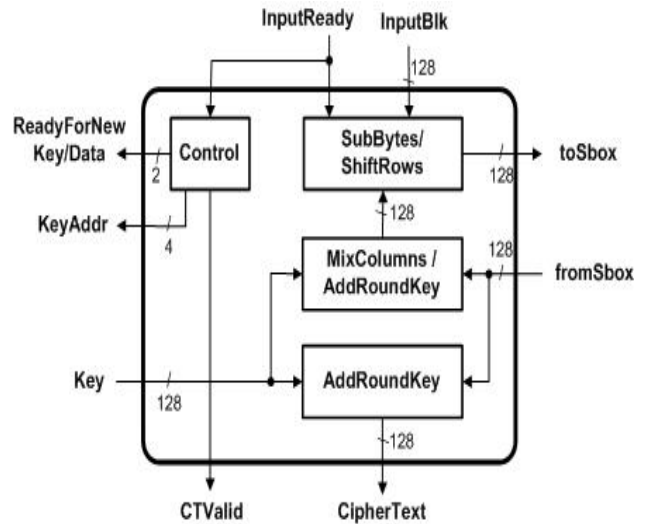 InputReady
InputBlk
128
ReadyForNew
Key/Data
2
Control
SubBytes/
ShiftRows
128
toSbox
KeyAddr
4
128
MixColumns /
AddRoundKey
128
fromSbox
Key
128
AddRoundKey
128
CTValid
CipherText